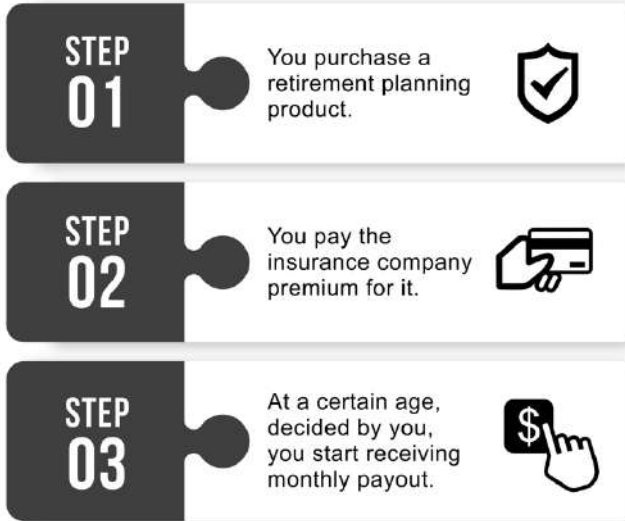 STEP
01
You purchase a
retirement planning
product.
STEP
02
You pay the
insurance company
premium for it.
STEP
03
At a certain age,
decided by you,
you start receiving
monthly payout.
$